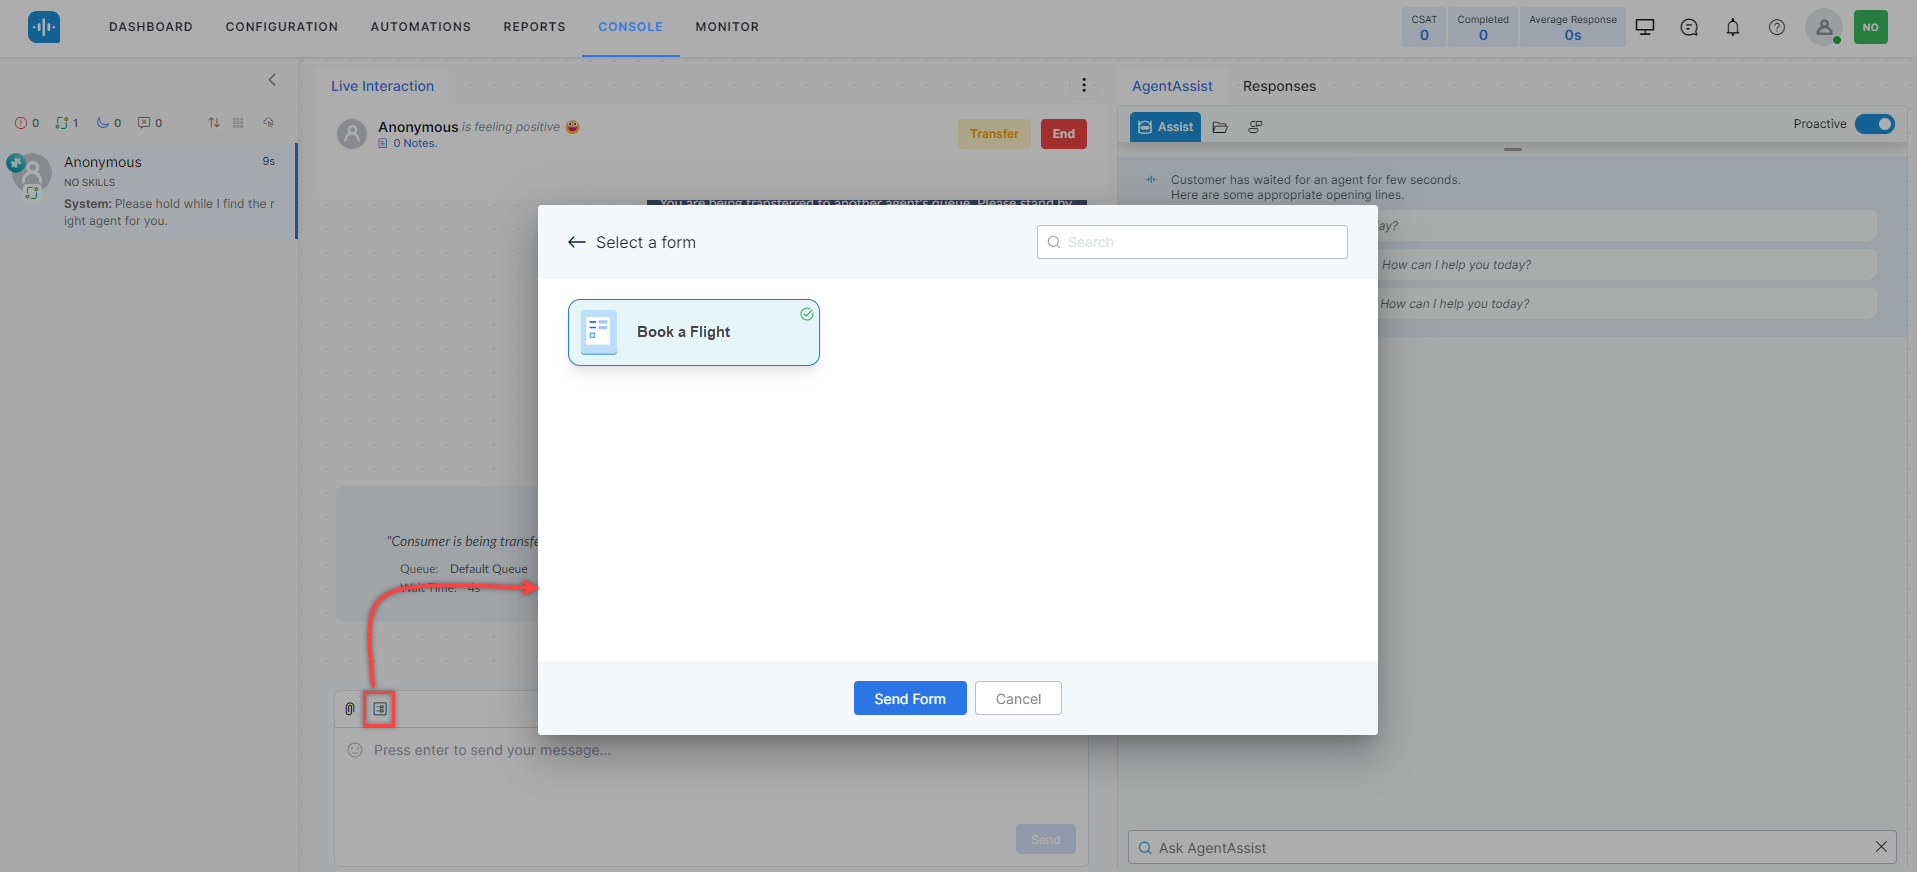 DASHBOARD
CONFIGURATION
AUTOMATIONS
REPORTS
CONSOLE
MONITOR
CSAT
0
Completed
0
Average Response
0s
NO
0
1
0
0
Anonymous
9s
NO SKILLS
System: Please hold while I find the r
ight agent for you.
Live Interaction
Anonymous is feeling positive
0 Notes.
Transfer
End
You are being transferred to another agent's queue. Please stand by
"Consumer is being transfe
Queue: Default Queue
Wait Time: 4s
Press enter to send your message...
Send
Select a form
Search
Book a Flight
Send Form
Cancel
AgentAssist
Responses
Assist
Proactive
Customer has waited for an agent for few seconds.
Here are some appropriate opening lines.
ay?
How can I help you today?
How can I help you today?
Ask AgentAssist